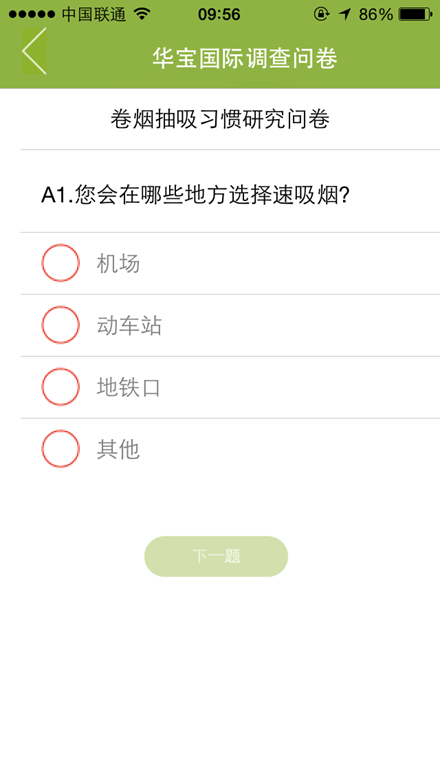 中国联通 09:56 86%
华宝国际调查问卷
卷烟抽吸习惯研究问卷
A1.您会在哪些地方选择速吸烟?
机场
动车站
地铁口
其他
下一题